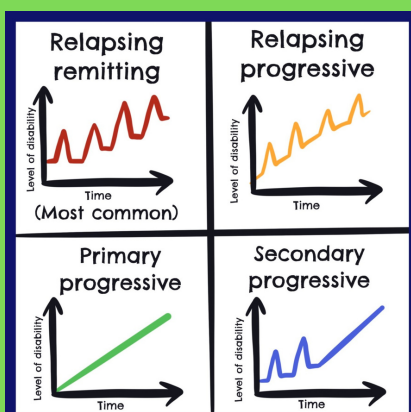 Relapsing
remitting
Level of disability
Time
(Most common)
Relapsing
progressive
Level of disability
Time
Primary
progressive
Level of disability
Time
Secondary
progressive
Level of disability
Time